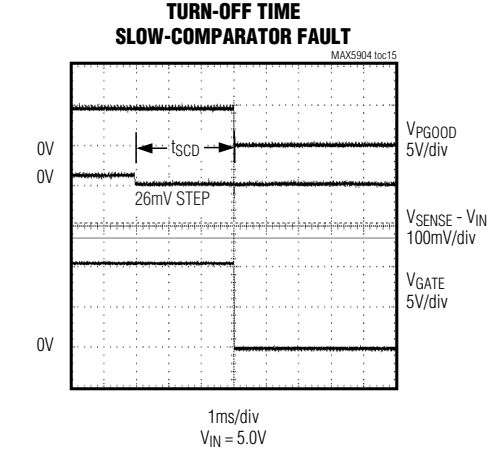 TURN-OFF TIME
SLOW-COMPARATOR FAULT
MAX5904 toc15
0V
tSCD
VPGOOD
5V/div
0V
26mV STEP
VSENSE - VIN
100mV/div
VGATE
5V/div
0V
1ms/div
VIN = 5.0V